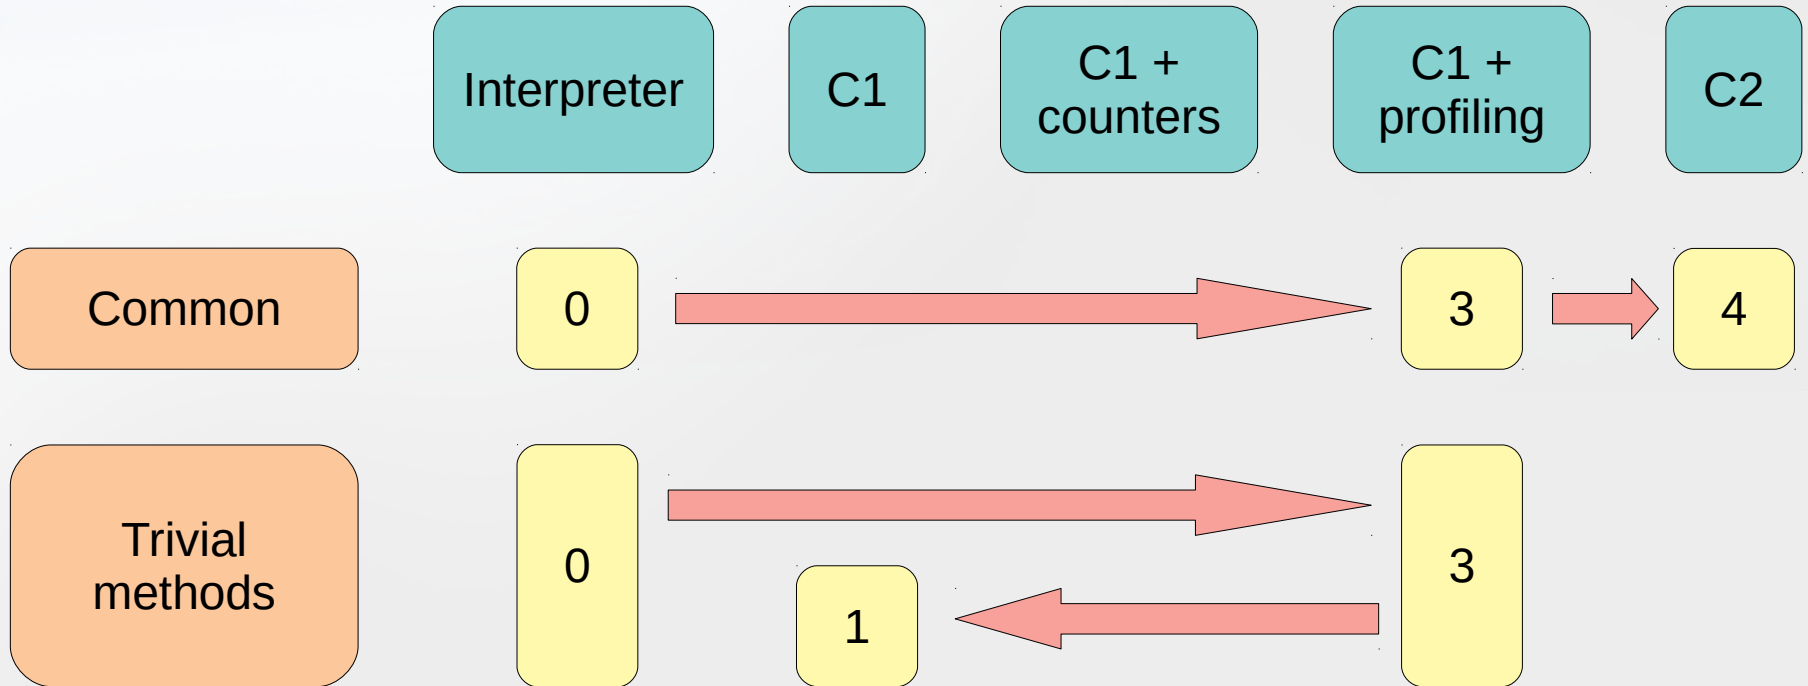 Interpreter
C1
C1 +
counters
C1 +
profiling
C2
Common
0
3
4
Trivial
methods
0
1
3